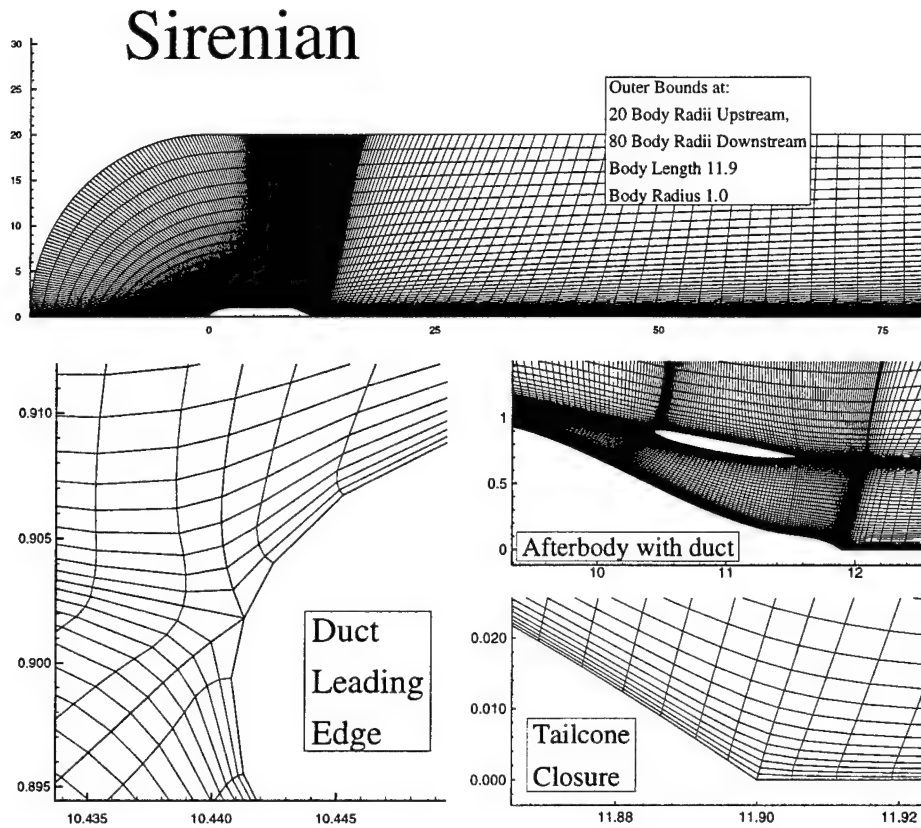 Sirenian
30
25
20
15
10
5
0
Outer Bounds at:
20 Body Radii Upstream,
80 Body Radii Downstream
Body Length 11.9
Body Radius 1.0
0
25
50
75
0.910
0.905
0.900
0.895
Duct
Leading
Edge
10.435
10.440
10.445
1
0.5
0
Afterbody with duct
10
11
12
0.020
0.010
0.000
Tailcone
Closure
11.88
11.90
11.92